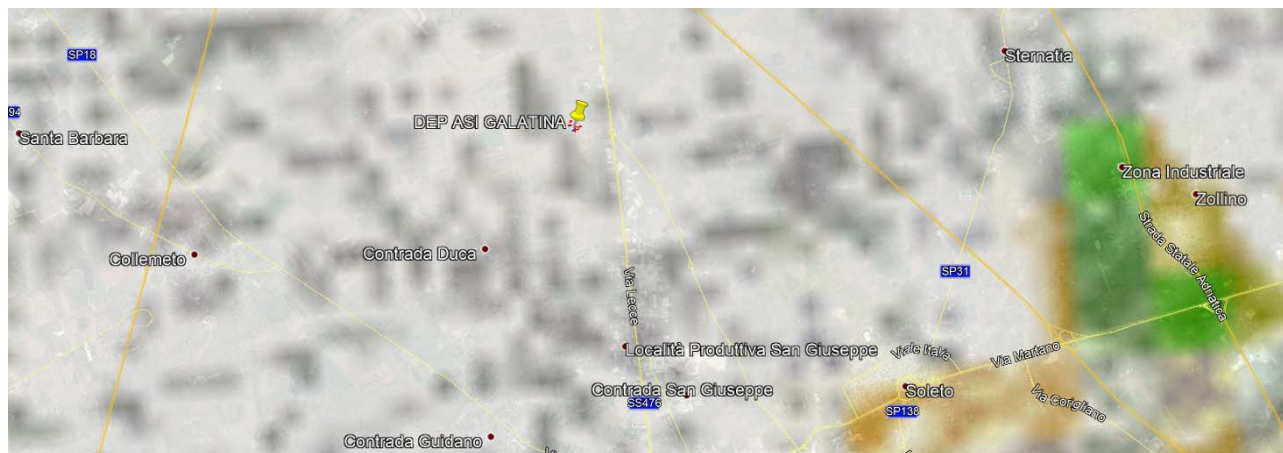 SP18
Sternatia
94
DEP ASI GALATINA
Santa Barbara
Zona Industriale
Zollino
Strada Statale Adriatica
Contrada Duca
Collemeto
SP31
Via Lecce
Località Produttiva San Giuseppe
Viale Italia
Via Martano
Contrada San Giuseppe
SS476
Soleto
SP138
Via Corigliano
Contrada Guidano